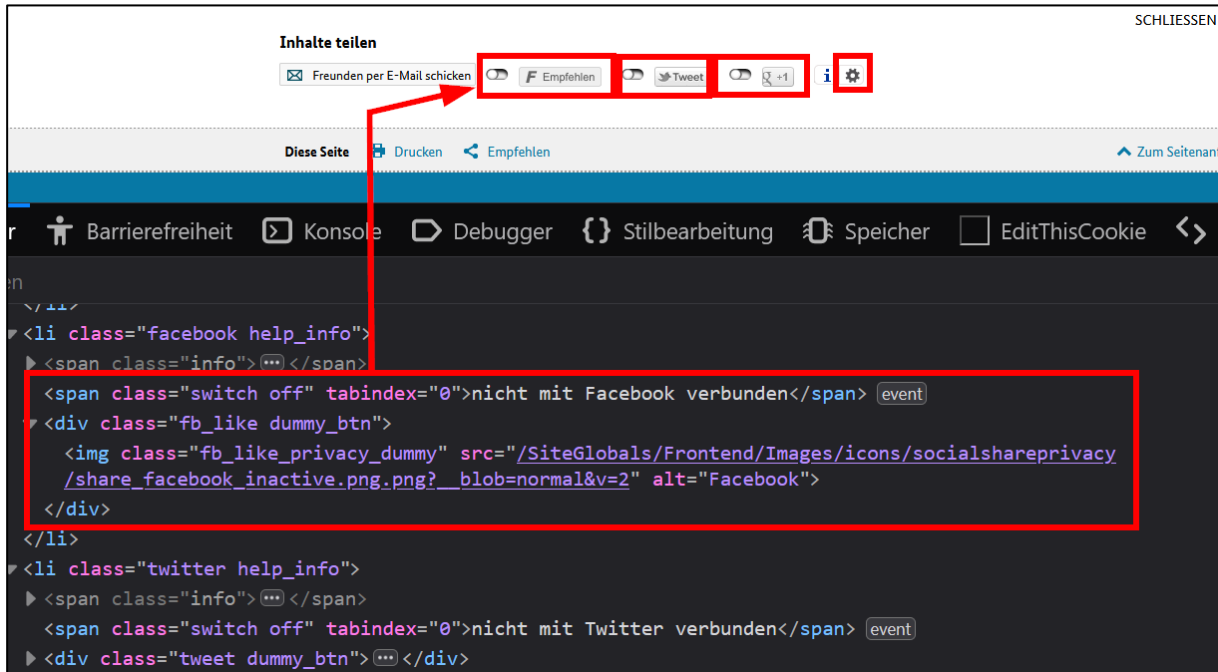 SCHLIESSEN
Inhalte teilen
Freunden per E-Mail schicken F Empfehlen Tweet g +1 i
Diese Seite Drucken Empfehlen Zum Seitenan
r Barrierefreiheit Konsole Debugger {} Stilbearbeitung Speicher EditThisCookie <>
en
</li>
<li class="facebook help_info">
<span class="info">…</span>
<span class="switch off" tabindex="0">nicht mit Facebook verbunden</span> event
<div class="fb_like dummy_btn">
<img class="fb_like_privacy_dummy" src="/SiteGlobals/Frontend/Images/icons/socialshareprivacy
/share_facebook_inactive.png.png?__blob=normal&v=2" alt="Facebook">
</div>
</li>
<li class="twitter help_info">
<span class="info">…</span>
<span class="switch off" tabindex="0">nicht mit Twitter verbunden</span> event
<div class="tweet dummy_btn">…</div>